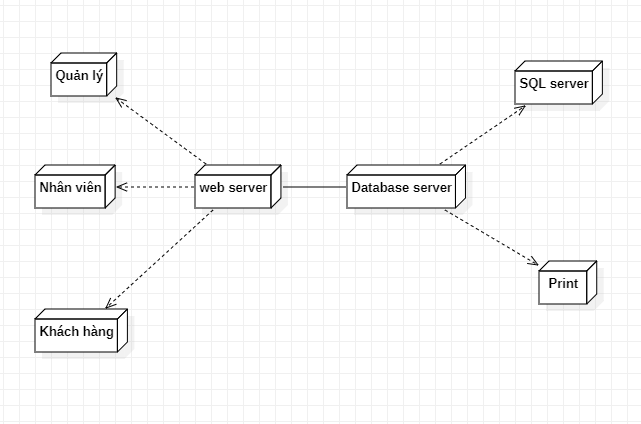 Quản lý
SQL server
Nhân viên
web server
Database server
Print
Khách hàng